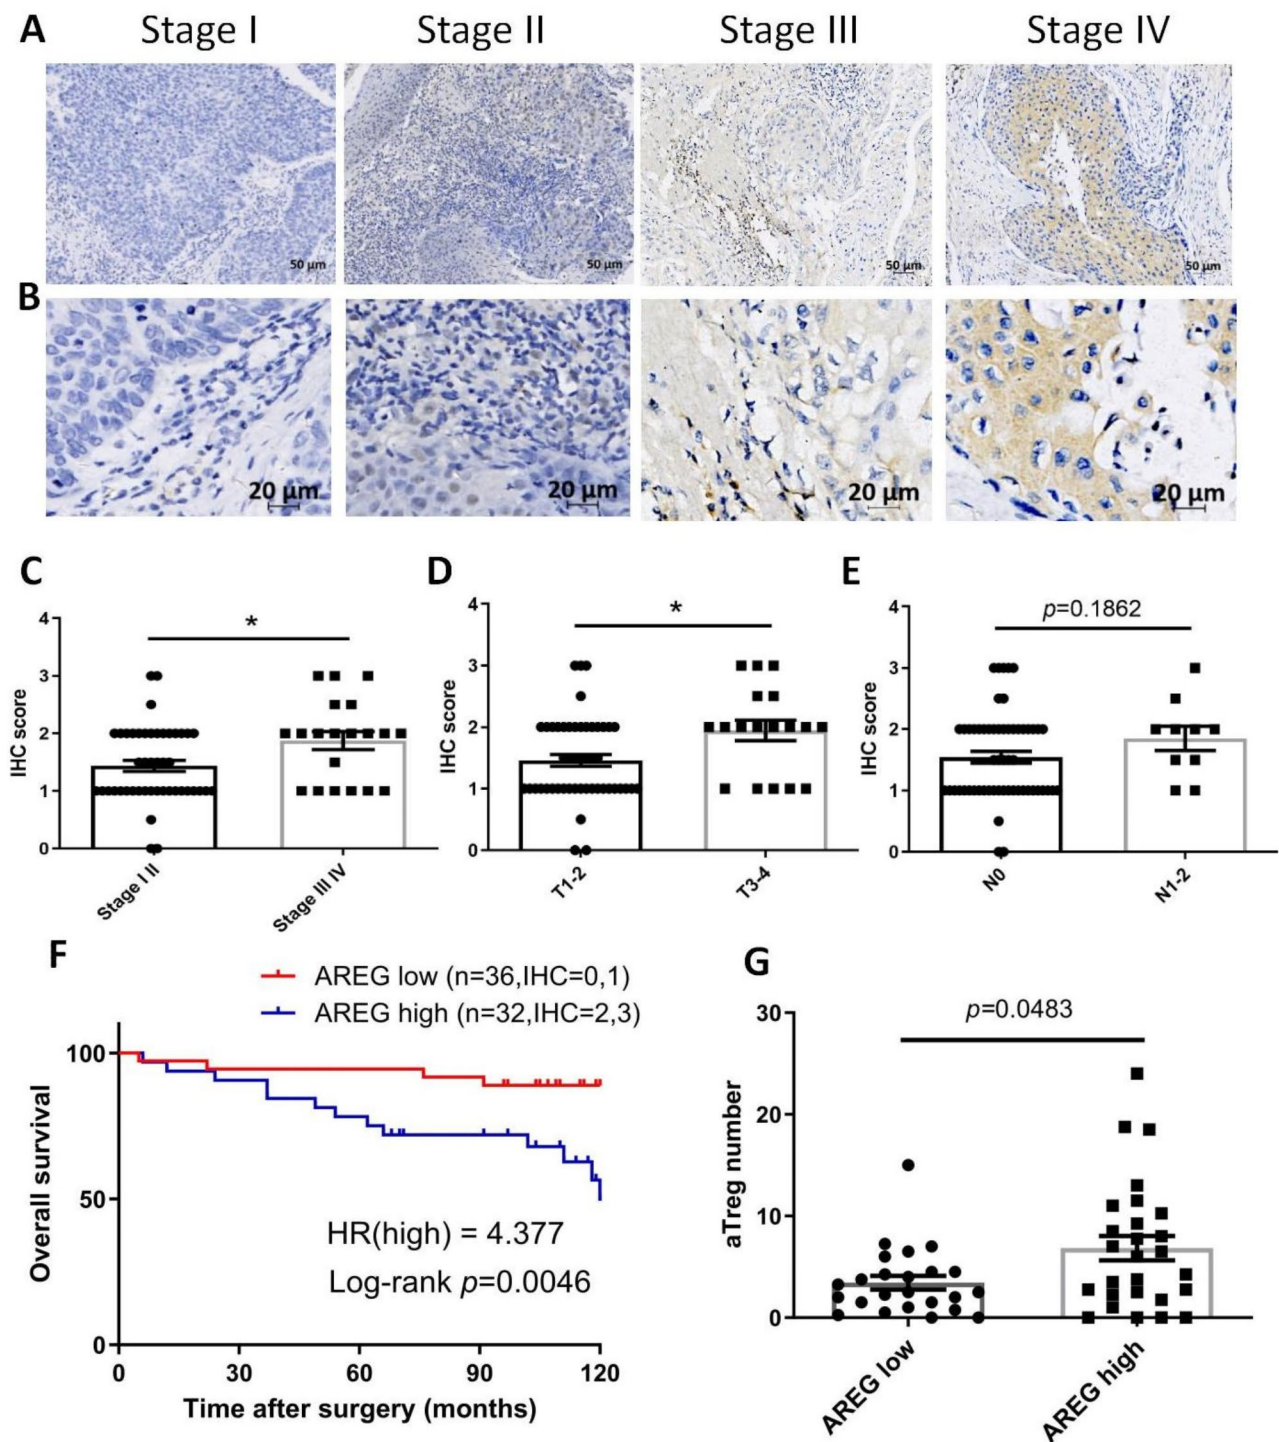 A
Stage I
Stage II
Stage III
Stage IV
50 µm
50 µm
50 µm
50 µm
B
20 µm
20 µm
20 µm
20 µm
C
IHC score
4
3
2
1
0
*
Stage I II
Stage III IV
D
IHC score
4
3
2
1
0
*
T1-2
T3-4
E
IHC score
4
3
2
1
0
p=0.1862
N0
N1-2
F
AREG low (n=36,IHC=0,1)
AREG high (n=32,IHC=2,3)
Overall survival
100
50
0
HR(high) = 4.377
Log-rank p=0.0046
0
30
60
90
120
Time after surgery (months)
G
aTreg number
30
20
10
0
p=0.0483
AREG low
AREG high